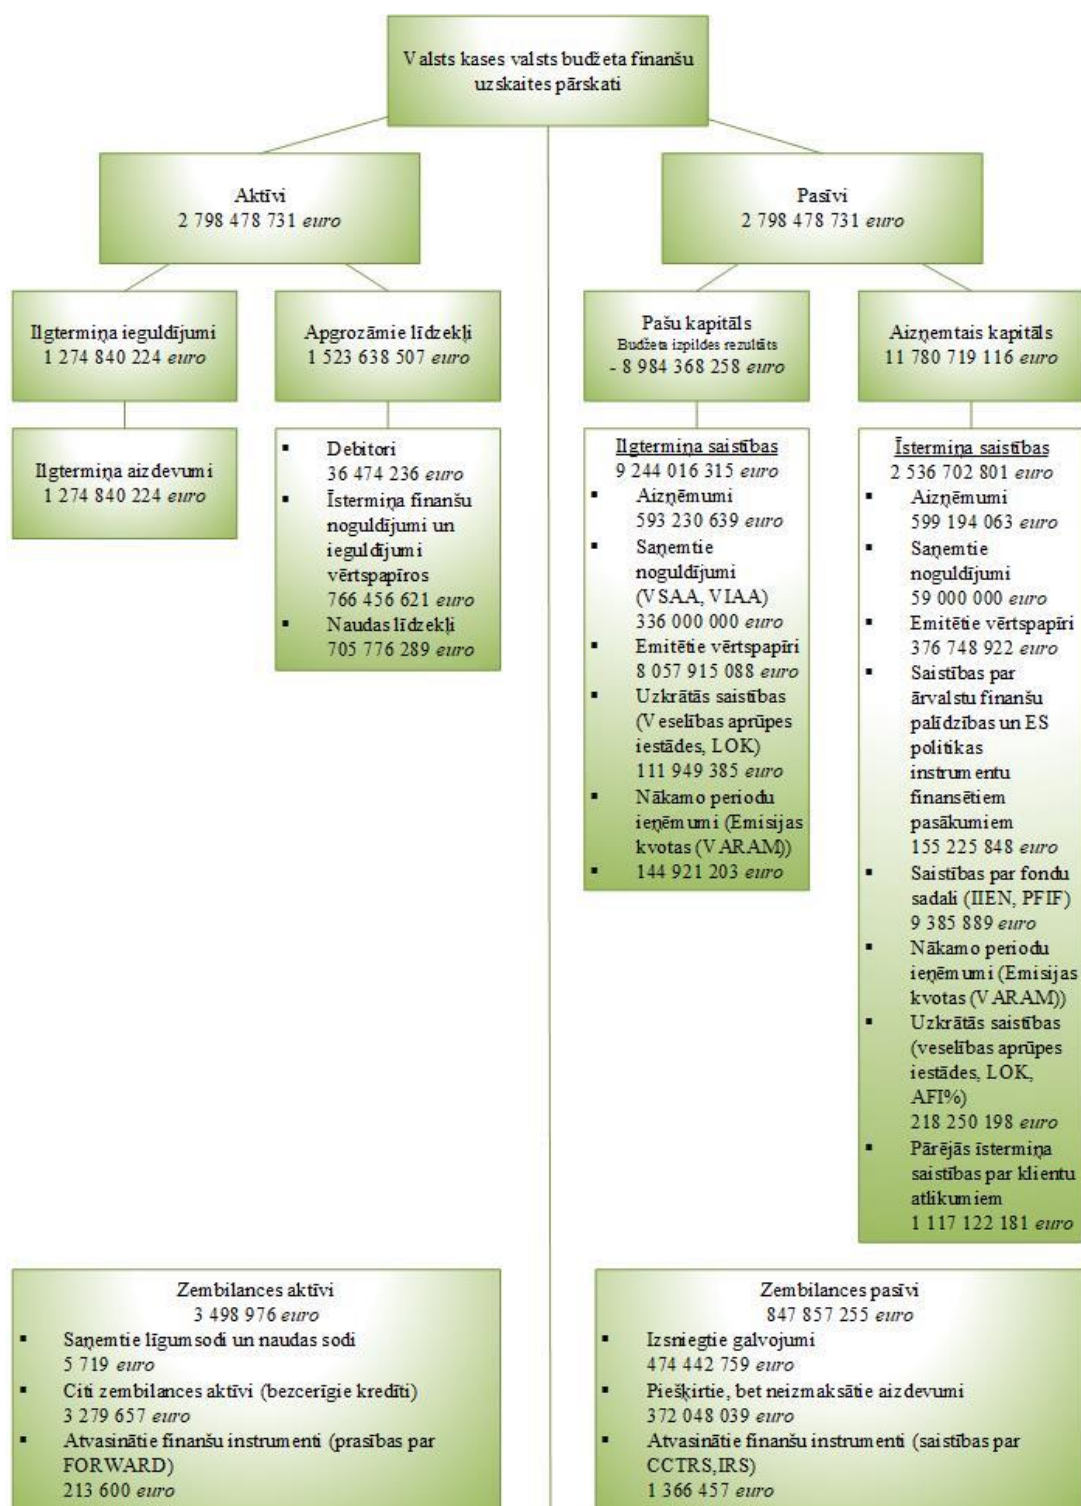 Valsts kases valsts budžeta finanšu
uzskaites pārskati
Aktīvi
2 798 478 731 euro
Pasīvi
2 798 478 731 euro
Ilgtermiņa ieguldījumi
1 274 840 224 euro
Apgrozāmie līdzekļi
1 523 638 507 euro
Pašu kapitāls
Budžeta izpildes rezultāts
- 8 984 368 258 euro
Aizņemtais kapitāls
11 780 719 116 euro
Ilgtermiņa aizdevumi
1 274 840 224 euro
▪ Debitori
36 474 236 euro
▪ Īstermiņa finanšu
noguldījumi un
ieguldījumi
vērtspapīros
766 456 621 euro
▪ Naudas līdzekļi
705 776 289 euro
Ilgtermiņa saistības
9 244 016 315 euro
▪ Aizņēmumi
593 230 639 euro
▪ Saņemtie
noguldījumi
(VSAA, VIAA)
336 000 000 euro
▪ Emitētie vērtspapīri
8 057 915 088 euro
▪ Uzkrātās saistības
(Veselības aprūpes
iestādes, LOK)
111 949 385 euro
▪ Nākamo periodu
ieņēmumi (Emisijas
kvotas (VARAM))
▪ 144 921 203 euro
Īstermiņa saistības
2 536 702 801 euro
▪ Aizņēmumi
599 194 063 euro
▪ Saņemtie
noguldījumi
59 000 000 euro
▪ Emitētie vērtspapīri
376 748 922 euro
▪ Saistības par
ārvalstu finanšu
palīdzības un ES
politikas
instrumentu
finansētiem
pasākumiem
155 225 848 euro
▪ Saistības par fondu
sadali (IIEN, PFIF)
9 385 889 euro
▪ Nākamo periodu
ieņēmumi (Emisijas
kvotas (VARAM))
▪ Uzkrātās saistības
(veselības aprūpes
iestādes, LOK,
AFI%)
218 250 198 euro
▪ Pārējās īstermiņa
saistības par klientu
atlikumiem
1 117 122 181 euro
Zembilances aktīvi
3 498 976 euro
▪ Saņemtie līgumsodi un naudas sodi
5 719 euro
▪ Citi zembilances aktīvi (bezcerīgie kredīti)
3 279 657 euro
▪ Atvasinātie finanšu instrumenti (prasības par
FORWARD)
213 600 euro
Zembilances pasīvi
847 857 255 euro
▪ Izsniegtie galvojumi
474 442 759 euro
▪ Piešķirtie, bet neizmaksātie aizdevumi
372 048 039 euro
▪ Atvasinātie finanšu instrumenti (saistības par
CCTRS,IRS)
1 366 457 euro